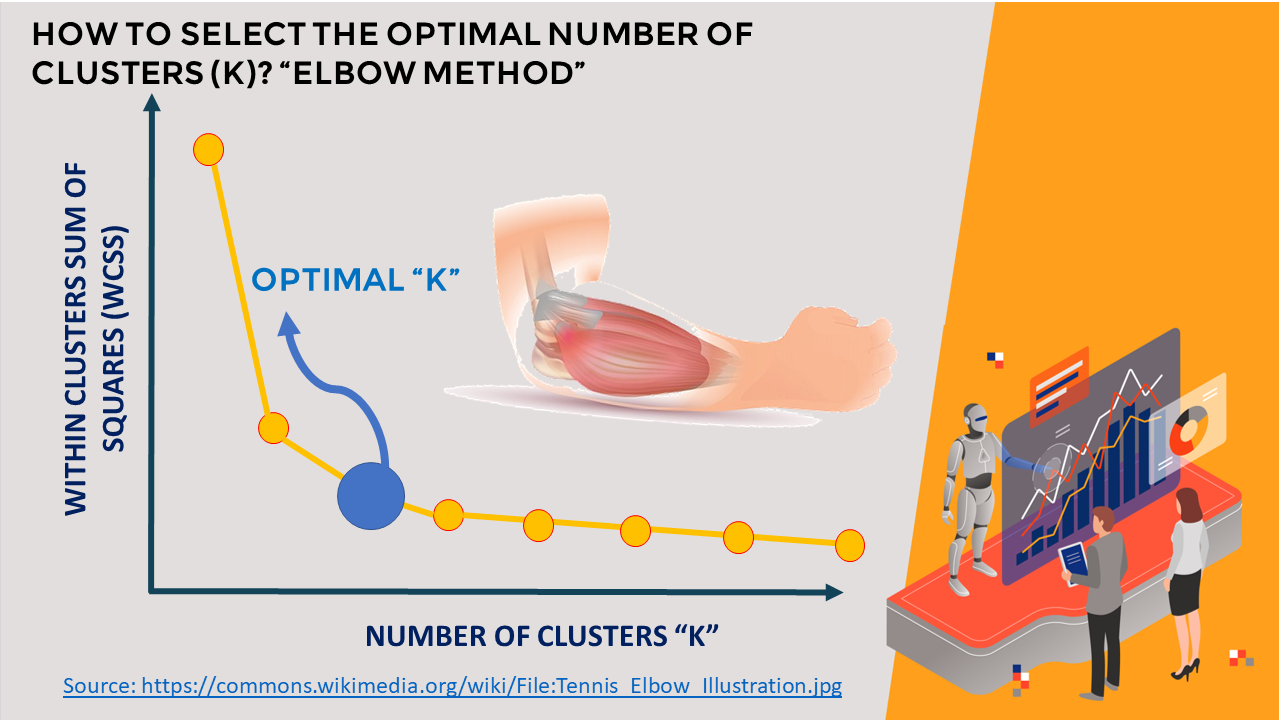 HOW TO SELECT THE OPTIMAL NUMBER OF
CLUSTERS (K)? “ELBOW METHOD”
WITHIN CLUSTERS SUM OF
SQUARES (WCSS)
OPTIMAL “K”
NUMBER OF CLUSTERS “K”
Source: https://commons.wikimedia.org/wiki/File:Tennis_Elbow_Illustration.jpg